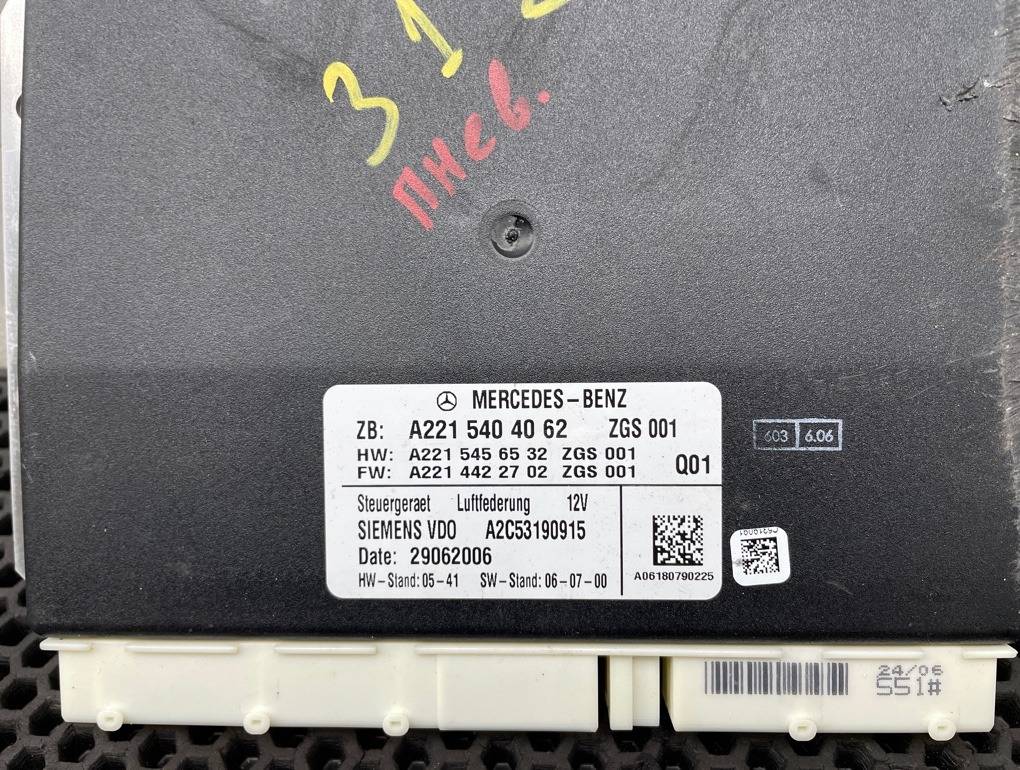 3 1
пнев.
MERCEDES-BENZ
ZB: A221 540 40 62 ZGS 001
HW: A221 545 65 32 ZGS 001
FW: A221 442 27 02 ZGS 001 Q01
Steuergeraet Luftfederung 12V
SIEMENS VDO A2C53190915
Date: 29062006
HW-Stand: 05-41 SW-Stand: 06-07-00
A06180790225
603 6.06
24/06
551#